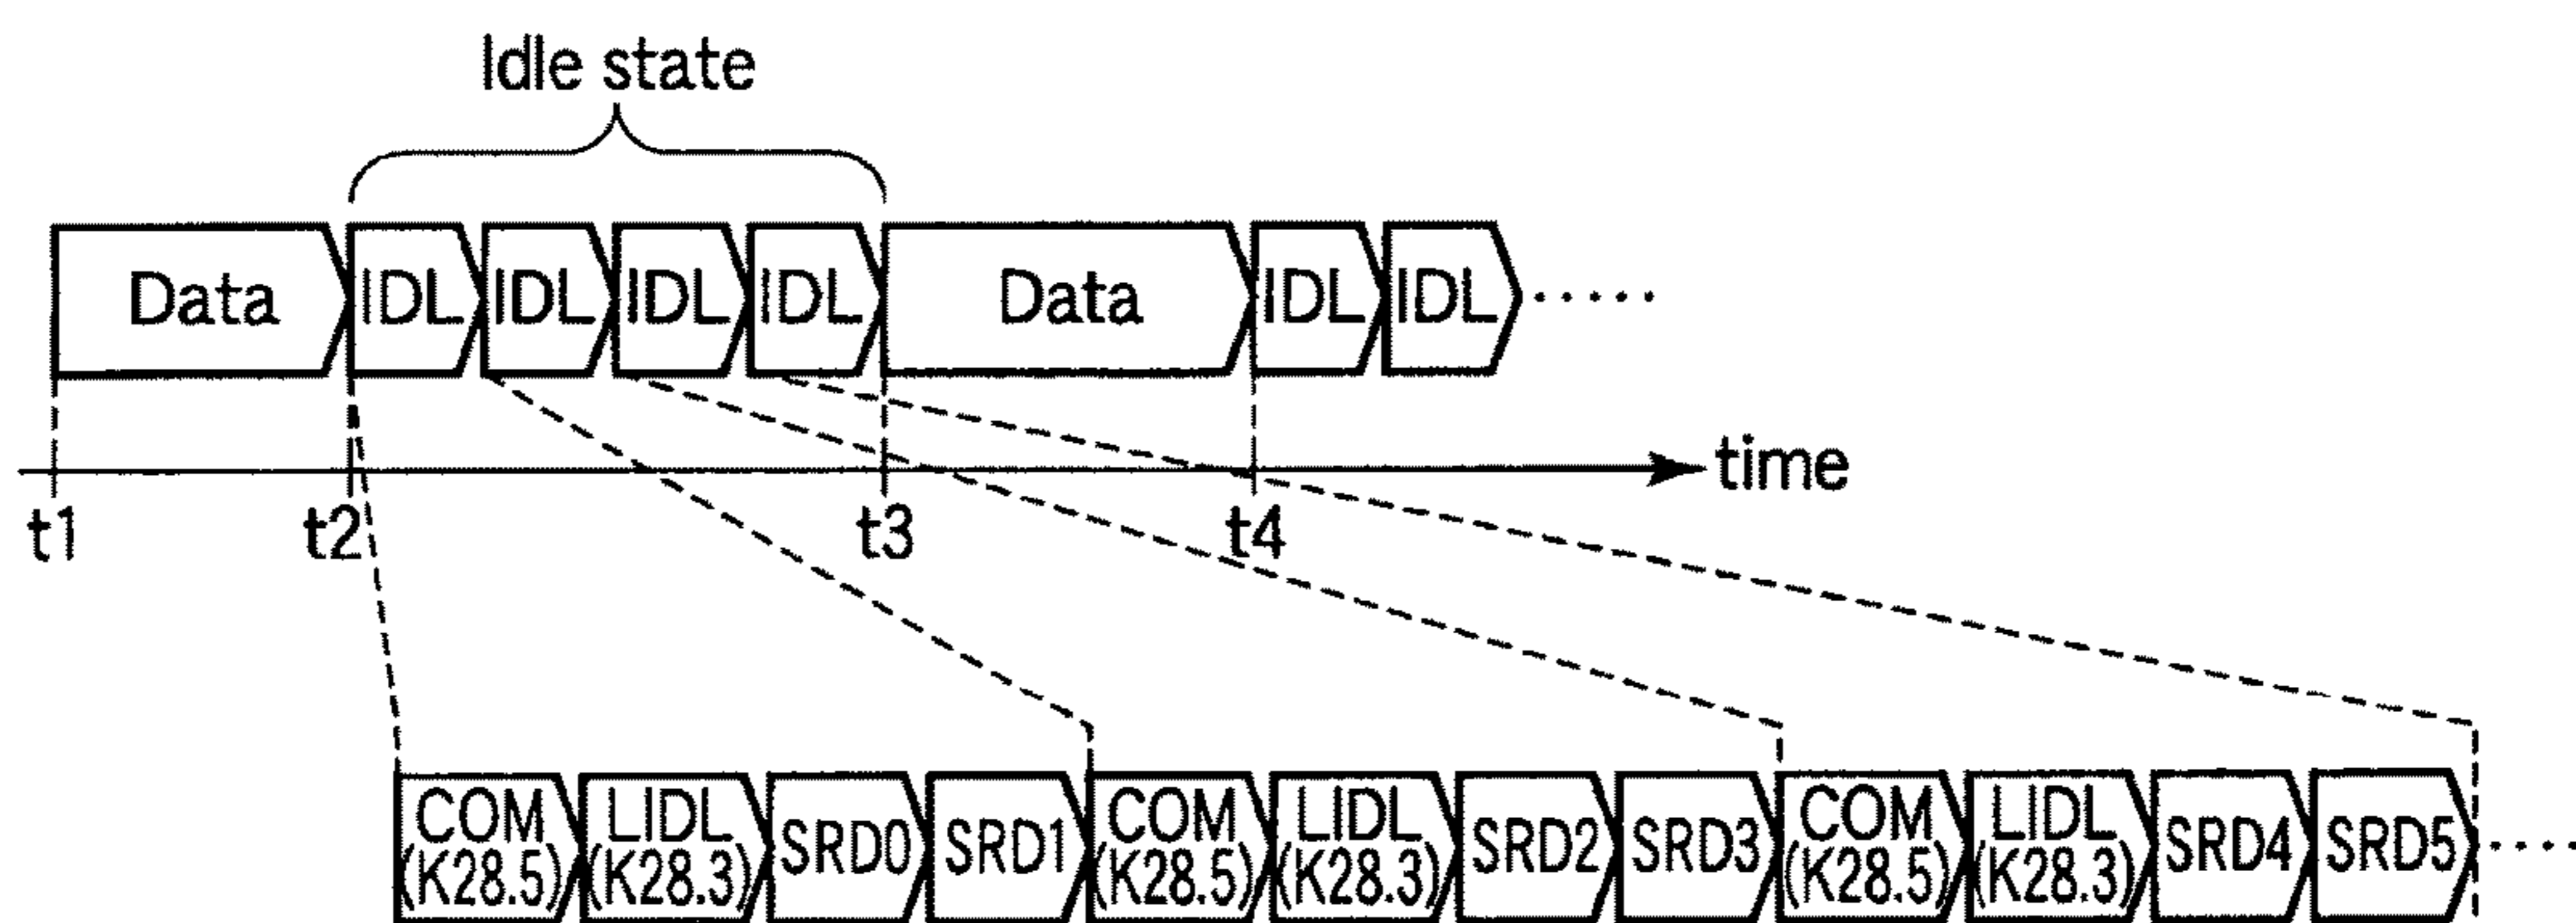 Idle state
Data IDL IDL IDL IDL Data IDL IDL ·····
time
t1 t2 t3 t4
COM (K28.5) LIDL (K28.3) SRD0 SRD1 COM (K28.5) LIDL (K28.3) SRD2 SRD3 COM (K28.5) LIDL (K28.3) SRD4 SRD5 ····